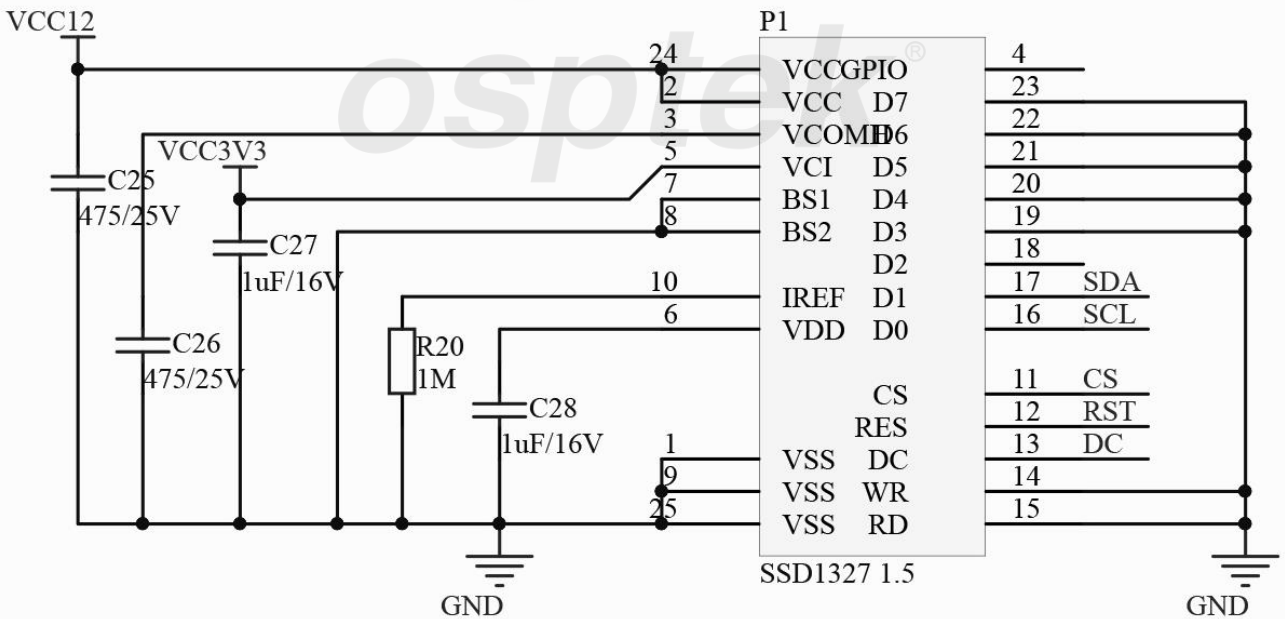 VCC12
P1
osptek®
24 VCC GPIO 4
2 VCC D7 23
3 VCOMH D6 22
VCC3V3
5 VCI D5 21
C25
7 BS1 D4 20
475/25V
8 BS2 D3 19
C27
D2 18
1uF/16V
10 IREF D1 17 SDA
6 VDD D0 16 SCL
C26
R20
475/25V
1M
CS 11 CS
C28
RES 12 RST
1uF/16V
1 VSS DC 13 DC
9 VSS WR 14
25 VSS RD 15
SSD1327 1.5
GND
GND